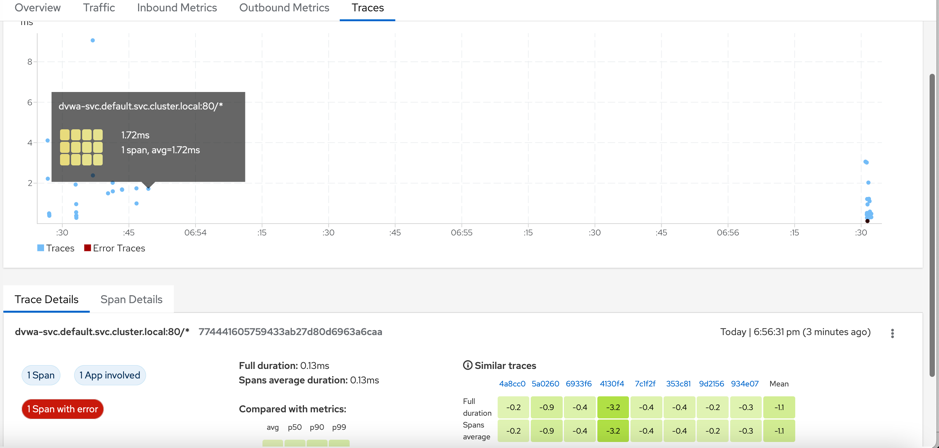 Overview Traffic Inbound Metrics Outbound Metrics Traces
ms
8
6
4
2
dvwa-svc.default.svc.cluster.local:80/*
1.72ms
1 span, avg=1.72ms
:30 :45 06:54 :15 :30 :45 06:55 :15 :30 :45 06:56 :15 :30
Traces Error Traces
Trace Details Span Details
dvwa-svc.default.svc.cluster.local:80/* 774441605759433ab27d80d6963a6caa Today | 6:56:31 pm (3 minutes ago)
1 Span 1 App involved
1 Span with error
Full duration: 0.13ms
Spans average duration: 0.13ms
Compared with metrics:
avg p50 p90 p99
Similar traces
4a8cc0 5a0260 6933f6 4130f4 7c1f2f 353c81 9d2156 934e07 Mean
Full duration -0.2 -0.9 -0.4 -3.2 -0.4 -0.4 -0.2 -0.3 -1.1
Spans average -0.2 -0.9 -0.4 -3.2 -0.4 -0.4 -0.2 -0.3 -1.1